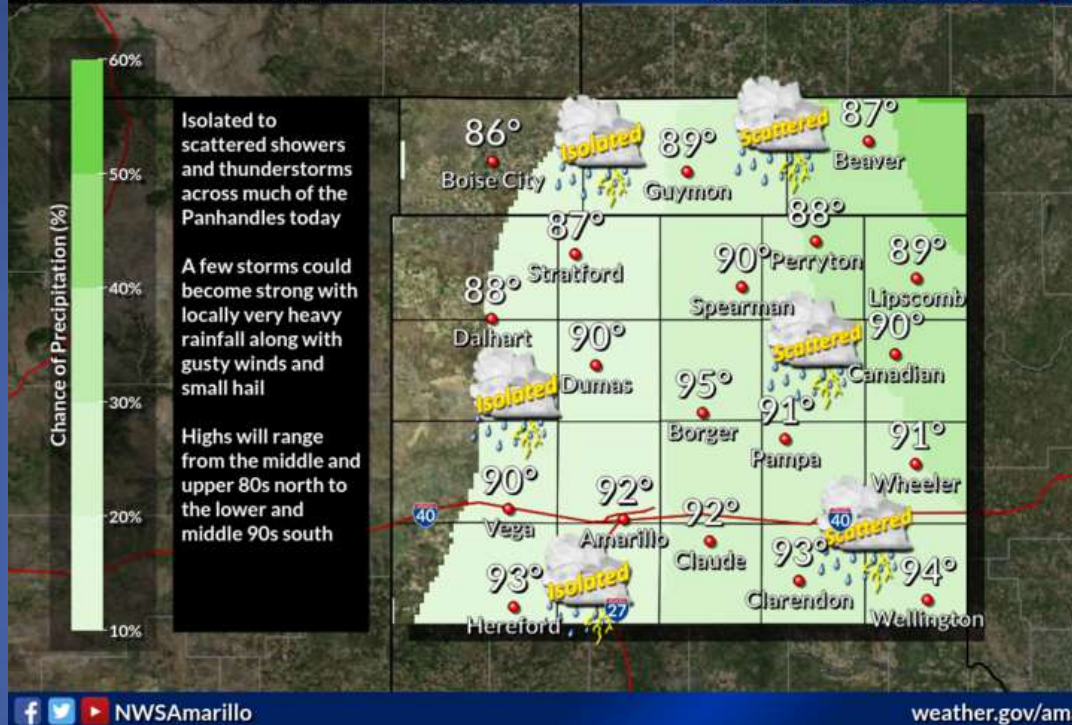 60%
50%
40%
30%
20%
10%
Chance of Precipitation (%)
Isolated to
scattered showers
and thunderstorms
across much of the
Panhandles today
A few storms could
become strong with
locally very heavy
rainfall along with
gusty winds and
small hail
Highs will range
from the middle and
upper 80s north to
the lower and
middle 90s south
86°
Boise City
Isolated
89°
Guymon
Scattered
87°
Beaver
87°
Stratford
88°
Perryton
90°
Spearman
89°
Lipscomb
88°
Dalhart
90°
Dumas
Scattered
90°
Canadian
Isolated
95°
Borger
91°
Pampa
91°
Wheeler
40
90°
Vega
92°
Amarillo
92°
Claude
40
Scattered
93°
Hereford
Isolated
27
93°
Clarendon
94°
Wellington
NWSAmarillo
weather.gov/am